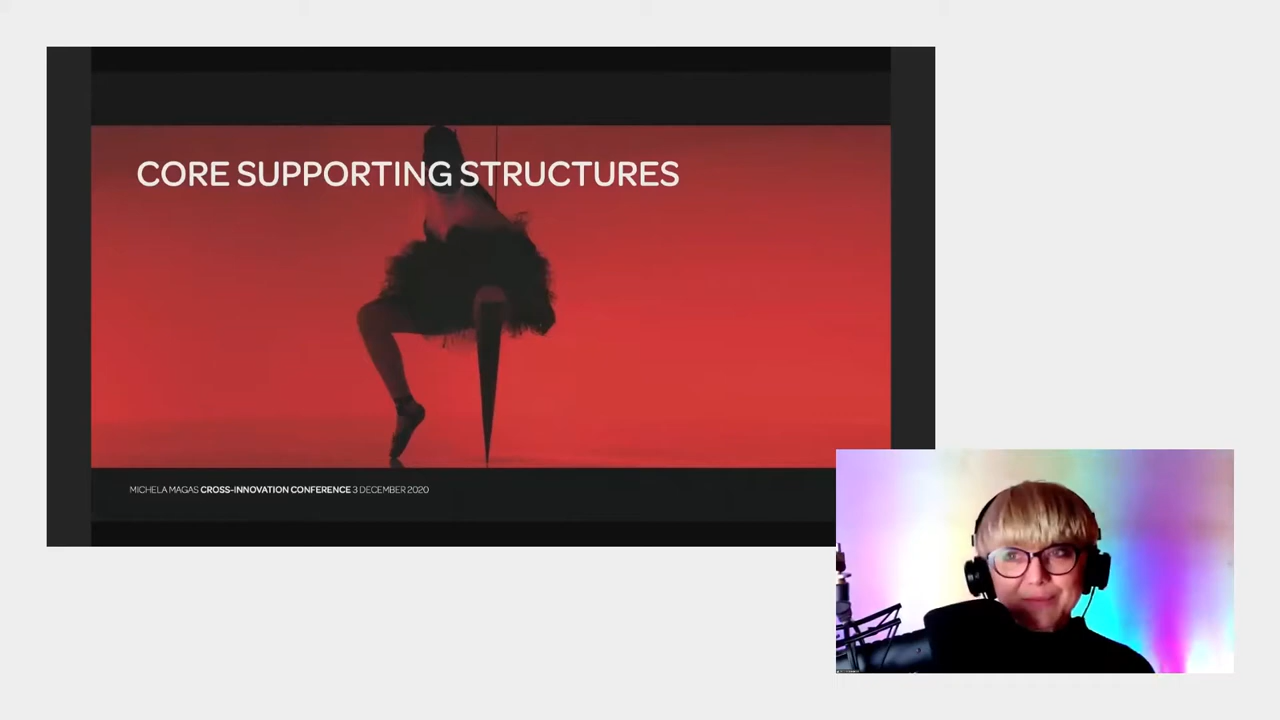 CORE SUPPORTING STRUCTURES
MICHELA MAGAS CROSS-INNOVATION CONFERENCE 3 DECEMBER 2020